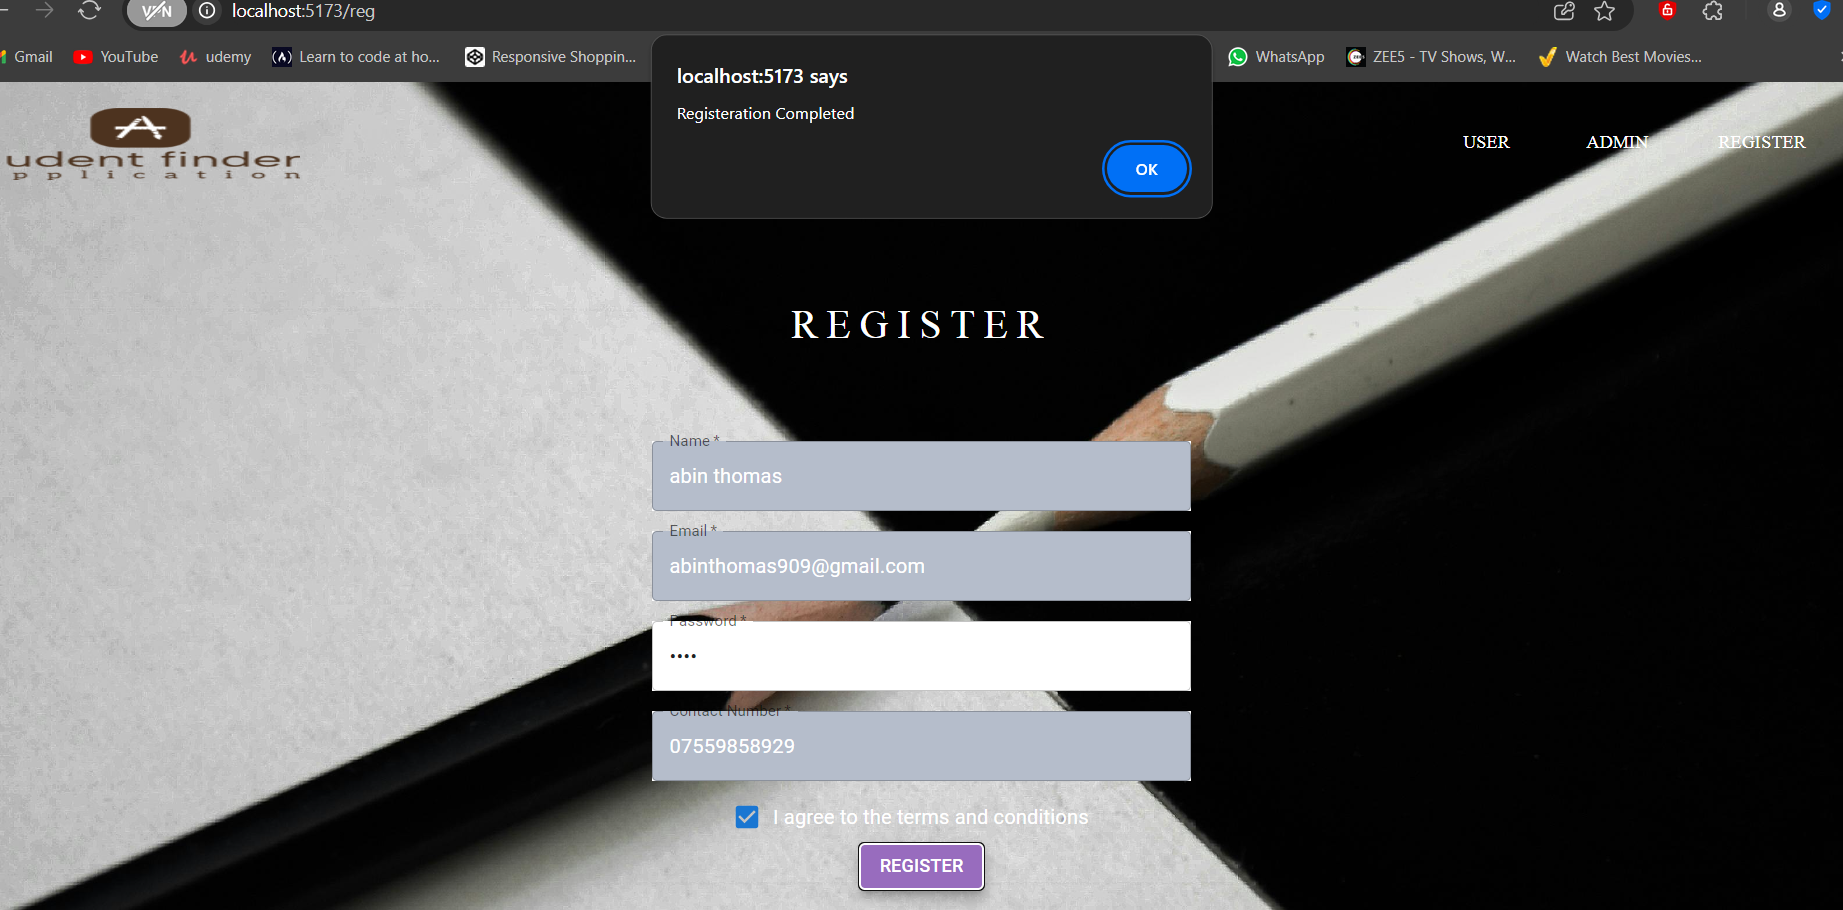 VPN
localhost:5173/reg
Gmail
YouTube
udemy
Learn to code at ho...
Responsive Shoppin...
WhatsApp
ZEE5 - TV Shows, W...
Watch Best Movies...
localhost:5173 says
Registeration Completed
OK
udent finder
pplication
USER
ADMIN
REGISTER
REGISTER
Name *
abin thomas
Email *
abinthomas909@gmail.com
Password *
••••
Contact Number *
07559858929
I agree to the terms and conditions
REGISTER